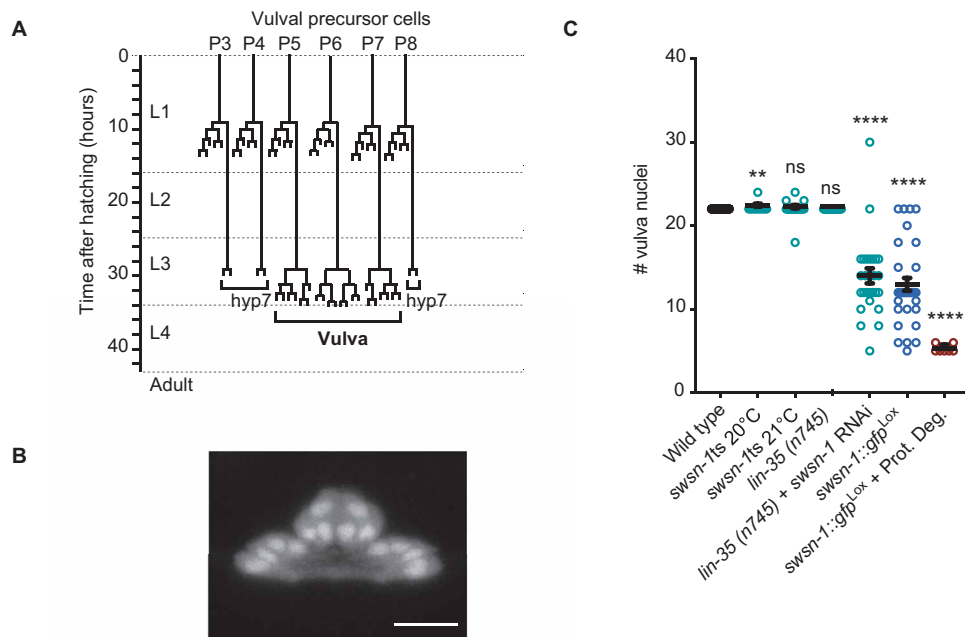 A
Vulval precursor cells
P3 P4 P5 P6 P7 P8
Time after hatching (hours)
0
10
20
30
40
L1
L2
L3
L4
Adult
hyp7
hyp7
Vulva
B
C
# vulva nuclei
40
30
20
10
0
**
ns
ns
****
****
****
Wild type
swsn-1ts 20°C
swsn-1ts 21°C
lin-35 (n745)
lin-35 (n745) + swsn-1 RNAi
swsn-1::gfpLox
swsn-1::gfpLox + Prot. Deg.